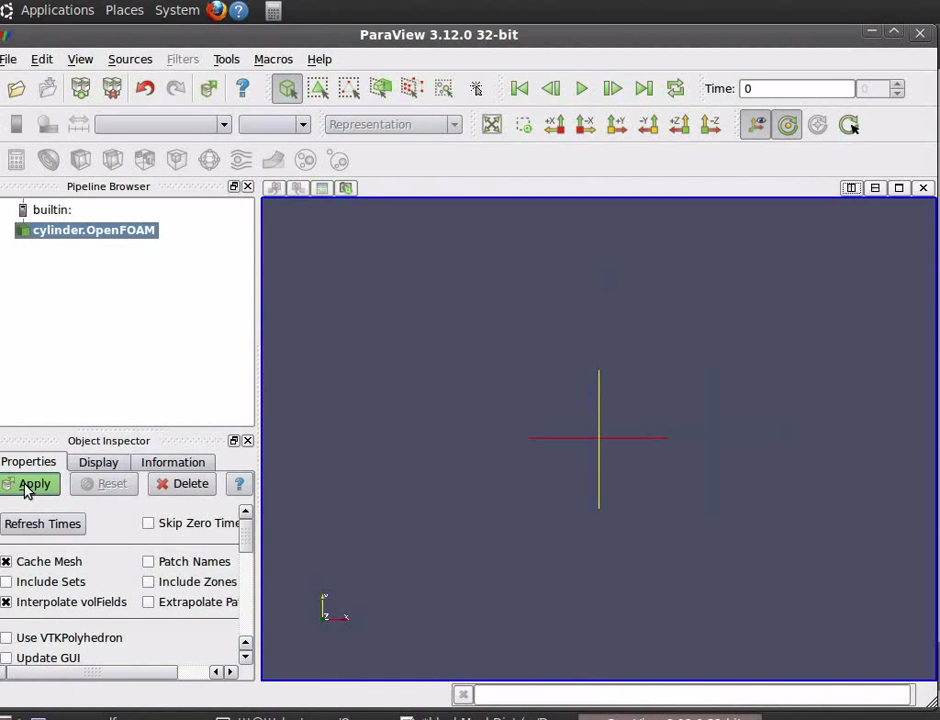 Applications Places System
ParaView 3.12.0 32-bit
File Edit View Sources Filters Tools Macros Help
Time: 0 0
Representation
+X -X +Y -Y +Z -Z
Pipeline Browser
builtin:
cylinder.OpenFOAM
Object Inspector
Properties Display Information
Apply Reset Delete ?
Refresh Times Skip Zero Time
Cache Mesh Patch Names
Include Sets Include Zones
Interpolate volFields Extrapolate Pa
Use VTKPolyhedron
Update GUI
Y
Z X